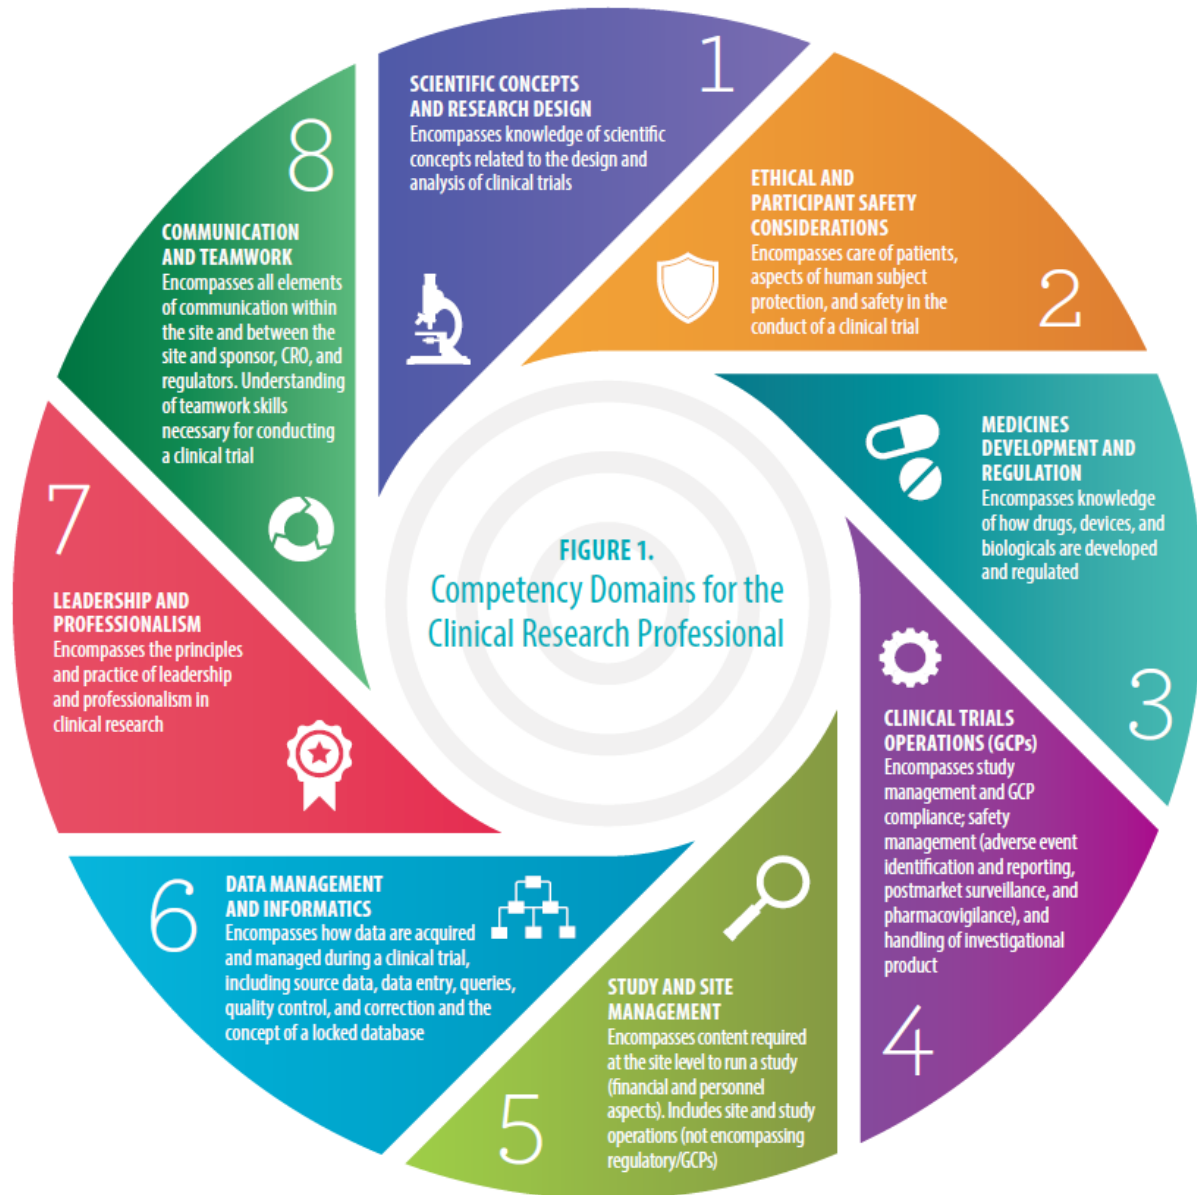 1
SCIENTIFIC CONCEPTS
AND RESEARCH DESIGN
Encompasses knowledge of scientific
concepts related to the design and
analysis of clinical trials
2
ETHICAL AND
PARTICIPANT SAFETY
CONSIDERATIONS
Encompasses care of patients,
aspects of human subject
protection, and safety in the
conduct of a clinical trial
3
MEDICINES
DEVELOPMENT AND
REGULATION
Encompasses knowledge
of how drugs, devices, and
biologicals are developed
and regulated
4
CLINICAL TRIALS
OPERATIONS (GCPs)
Encompasses study
management and GCP
compliance; safety
management (adverse event
identification and reporting,
postmarket surveillance, and
pharmacovigilance), and
handling of investigational
product
5
STUDY AND SITE
MANAGEMENT
Encompasses content required
at the site level to run a study
(financial and personnel
aspects). Includes site and study
operations (not encompassing
regulatory/GCPs)
6
DATA MANAGEMENT
AND INFORMATICS
Encompasses how data are acquired
and managed during a clinical trial,
including source data, data entry, queries,
quality control, and correction and the
concept of a locked database
7
LEADERSHIP AND
PROFESSIONALISM
Encompasses the principles
and practice of leadership
and professionalism in
clinical research
8
COMMUNICATION
AND TEAMWORK
Encompasses all elements
of communication within
the site and between the
site and sponsor, CRO, and
regulators. Understanding
of teamwork skills
necessary for conducting
a clinical trial
FIGURE 1.
Competency Domains for the
Clinical Research Professional